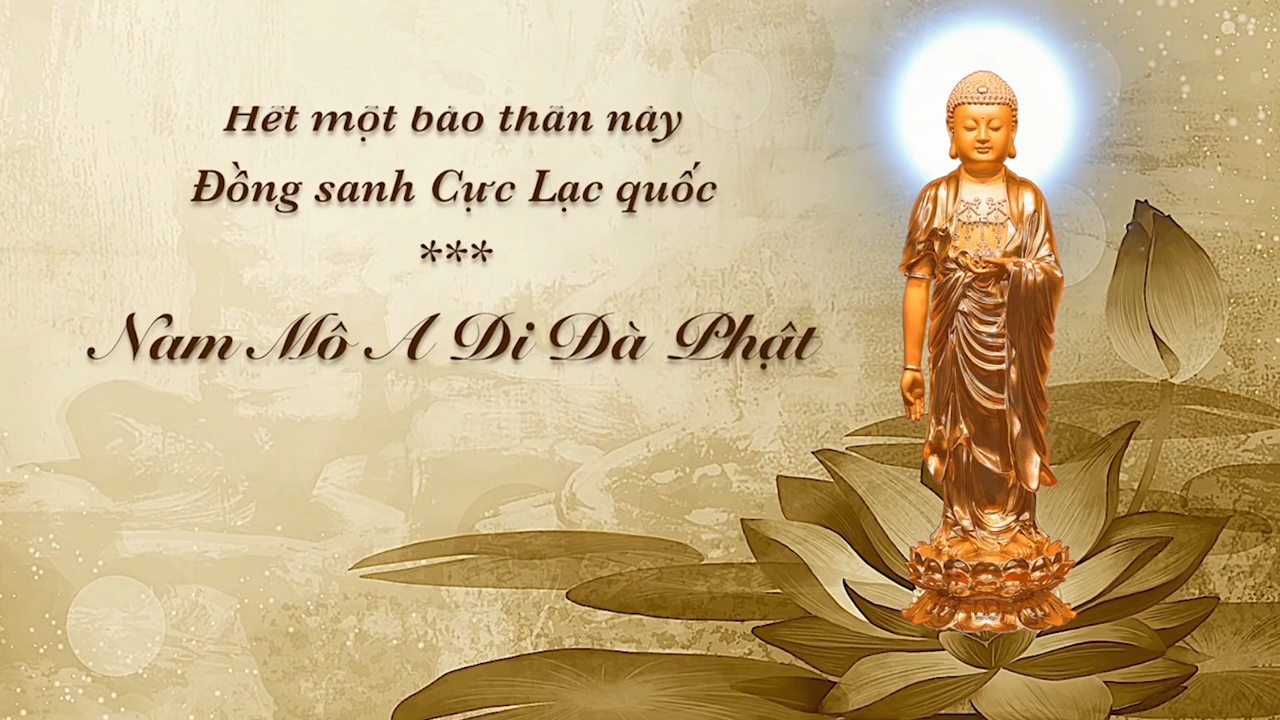 Hết một báo thân này
Đồng sanh Cực Lạc quốc
***
Nam Mô A Di Đà Phật